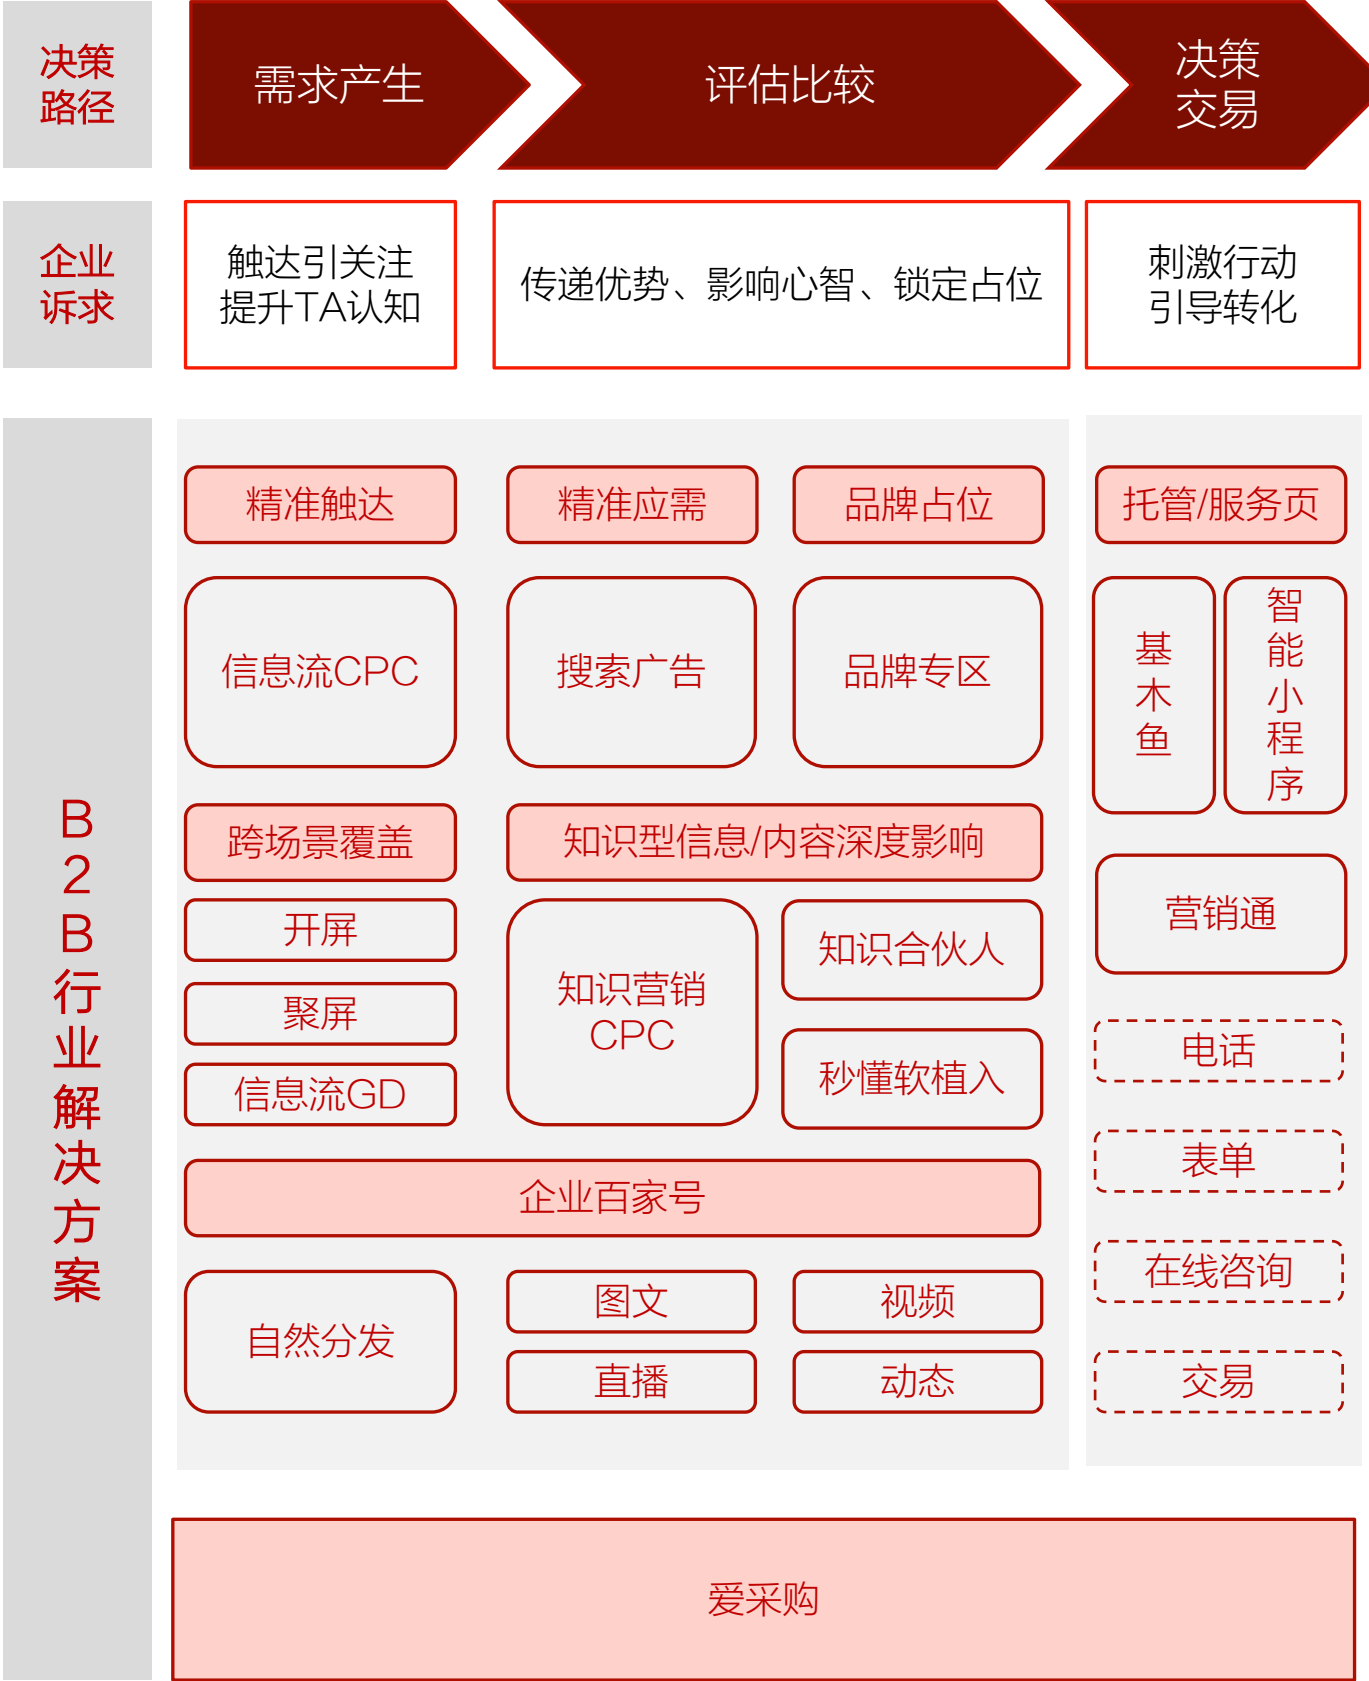 决策
路径
需求产生
评估比较
决策
交易
企业
诉求
触达引关注
提升TA认知
传递优势、影响心智、锁定占位
刺激行动
引导转化
B
2
B
行
业
解
决
方
案
精准触达
精准应需
品牌占位
托管/服务页
信息流CPC
搜索广告
品牌专区
基
木
鱼
智
能
小
程
序
跨场景覆盖
知识型信息/内容深度影响
开屏
聚屏
信息流GD
知识营销
CPC
知识合伙人
秒懂软植入
营销通
电话
表单
在线咨询
交易
企业百家号
自然分发
图文
视频
直播
动态
爱采购